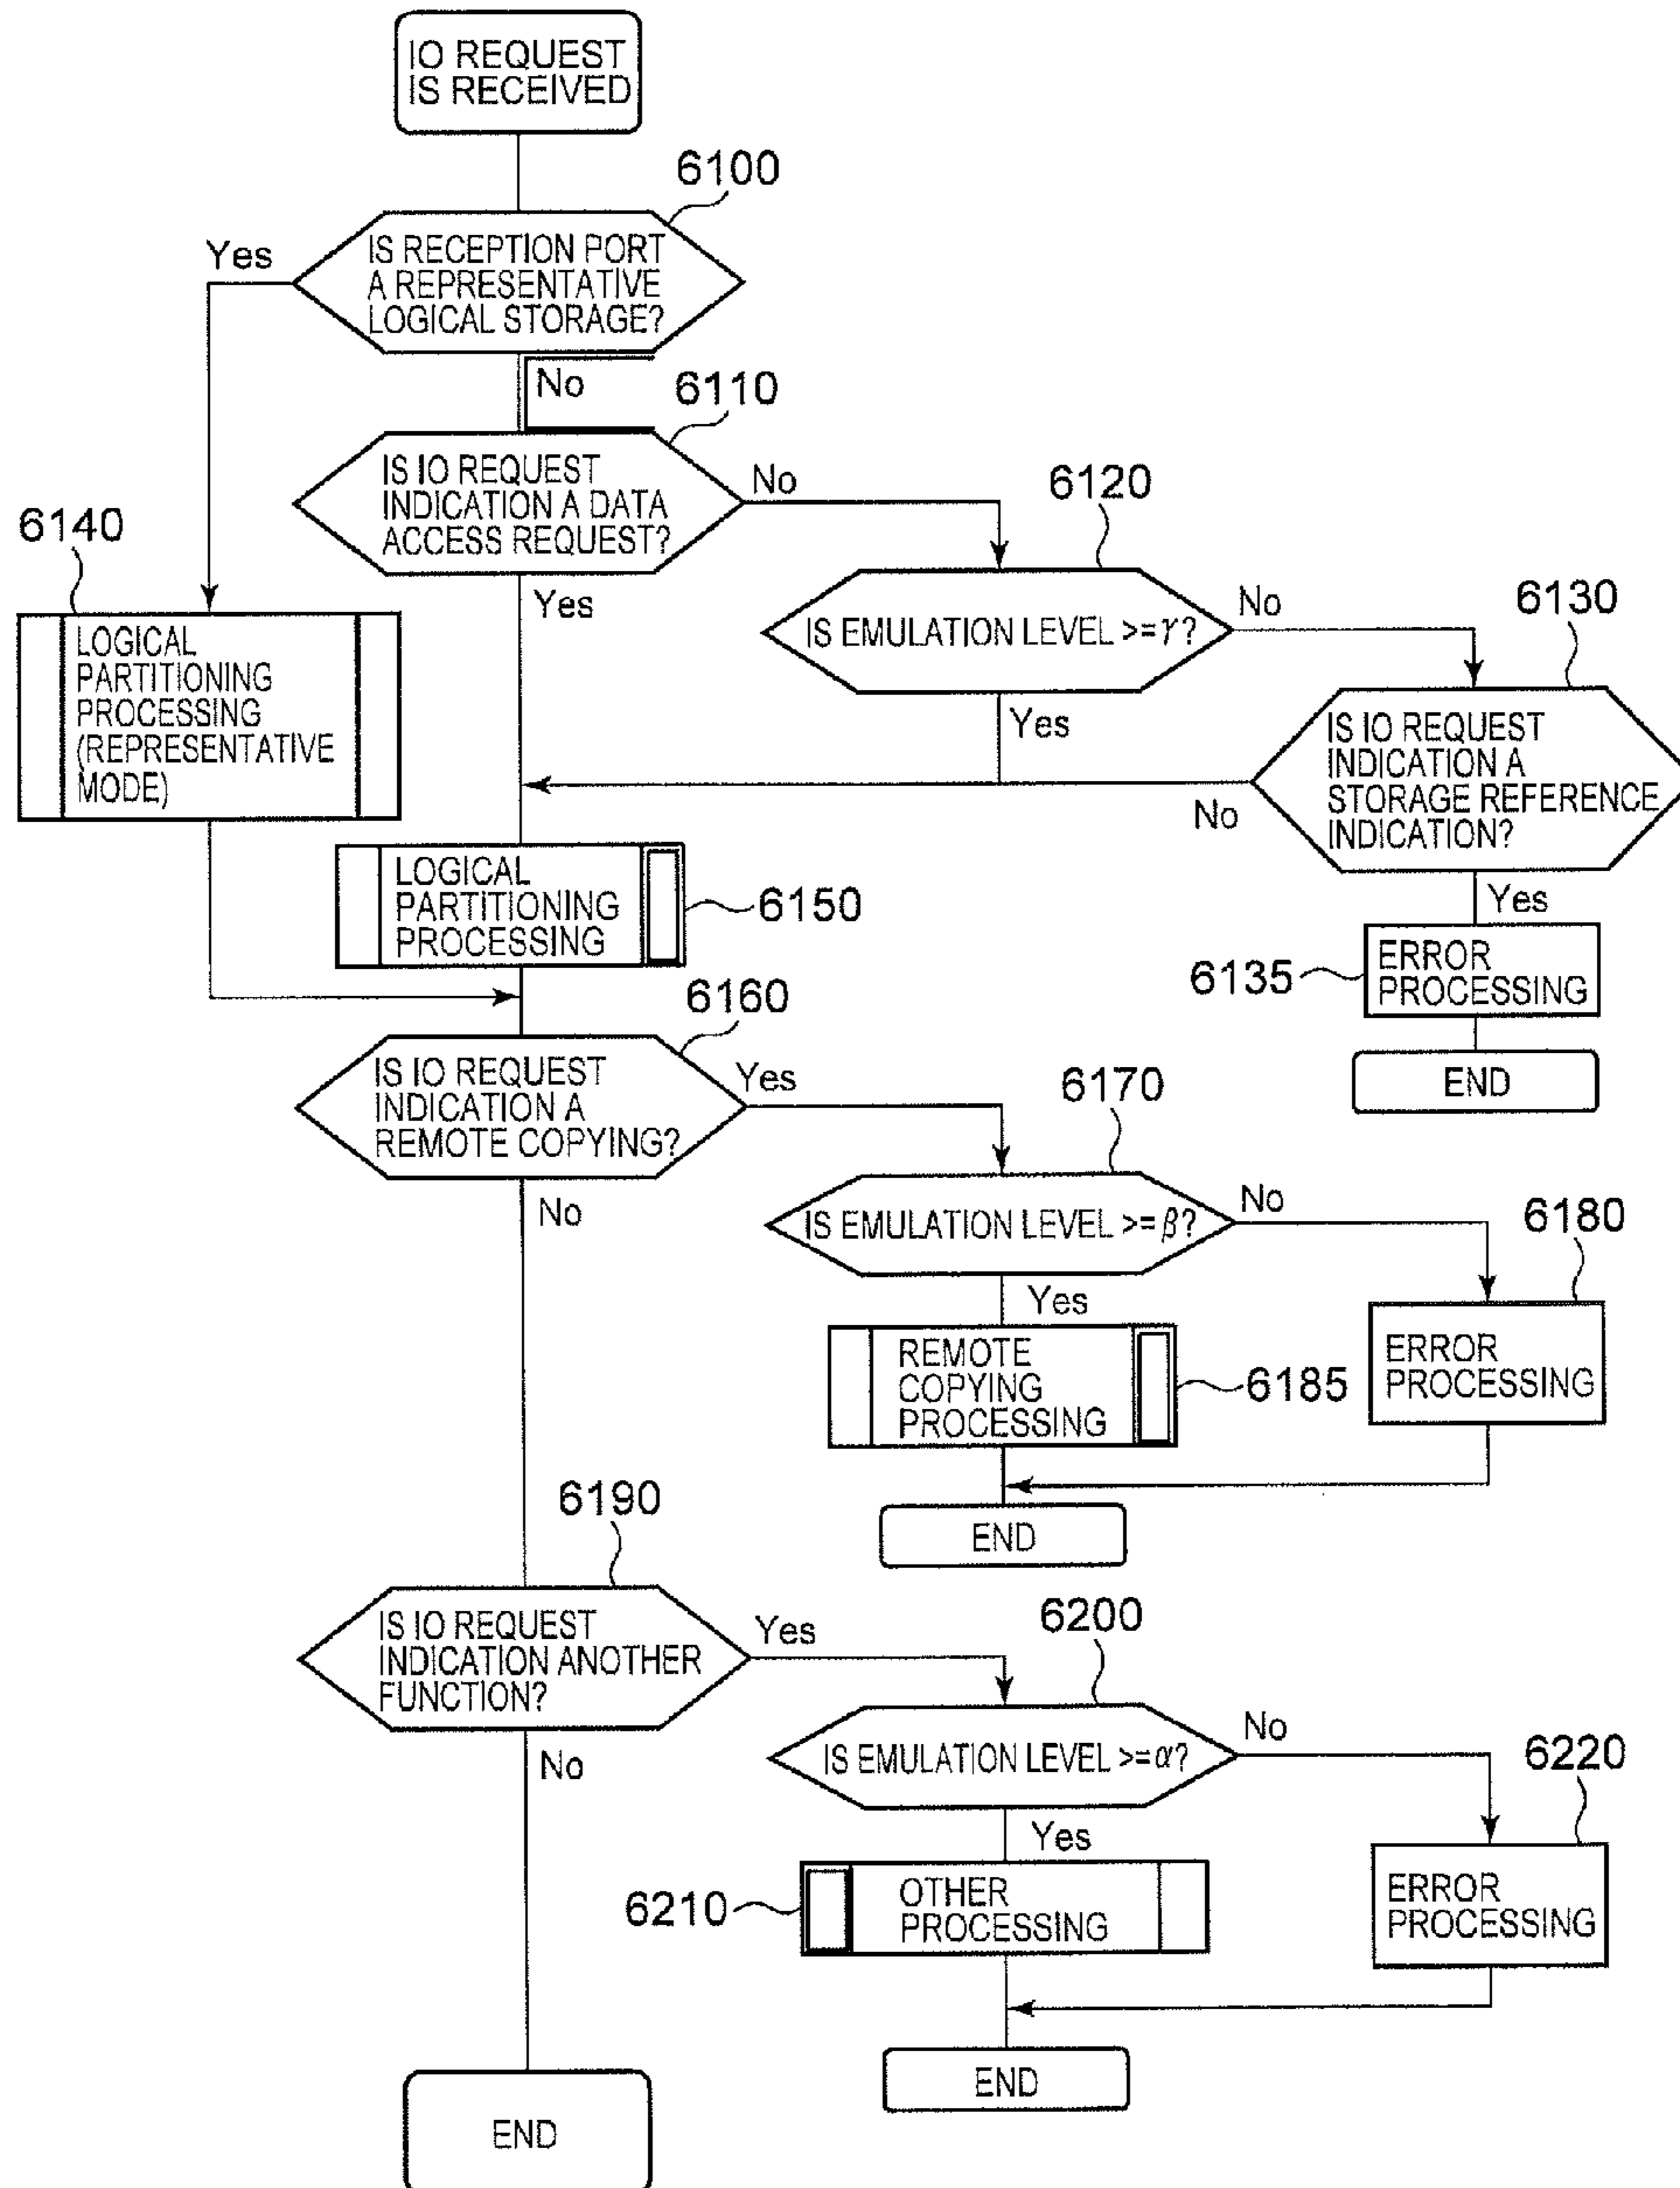 IO REQUEST
IS RECEIVED
6100
IS RECEPTION PORT
A REPRESENTATIVE
LOGICAL STORAGE?
Yes
No
6110
IS IO REQUEST
INDICATION A DATA
ACCESS REQUEST?
No
Yes
6120
IS EMULATION LEVEL >=γ?
No
Yes
6130
IS IO REQUEST
INDICATION A
STORAGE REFERENCE
INDICATION?
No
Yes
6135
ERROR
PROCESSING
END
6140
LOGICAL
PARTITIONING
PROCESSING
(REPRESENTATIVE
MODE)
LOGICAL
PARTITIONING
PROCESSING
6150
6160
IS IO REQUEST
INDICATION A
REMOTE COPYING?
Yes
No
6170
IS EMULATION LEVEL >=β?
No
Yes
6180
ERROR
PROCESSING
REMOTE
COPYING
PROCESSING
6185
END
6190
IS IO REQUEST
INDICATION ANOTHER
FUNCTION?
Yes
No
6200
IS EMULATION LEVEL >=α?
No
Yes
6220
ERROR
PROCESSING
6210
OTHER
PROCESSING
END
END